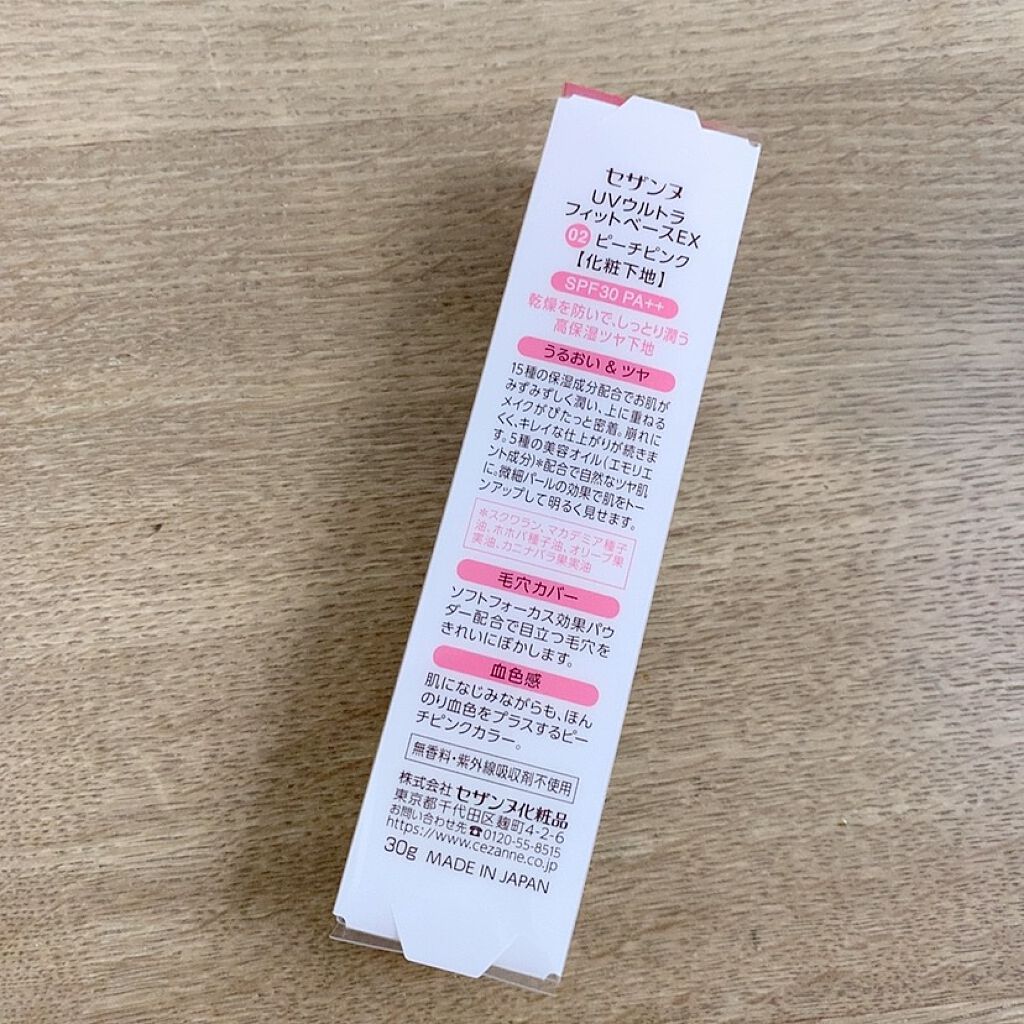 セザンヌ
UVウルトラ
フィットベースEX
02 ピーチピンク
【化粧下地】
SPF30 PA++
乾燥を防いで、しっとり潤う
高保湿ツヤ下地
うるおい & ツヤ
15種の保湿成分配合でお肌が
みずみずしく潤い、上に重ねる
メイクがぴたっと密着。崩れに
くく、キレイな仕上がりが続きま
す。5種の美容オイル(エモリエ
ント成分)*配合で自然なツヤ肌
に。微細パールの効果で肌をトー
ンアップして明るく見せます。
*スクワラン、マカデミア種子
油、ホホバ種子油、オリーブ果
実油、カニナバラ果実油
毛穴カバー
ソフトフォーカス効果パウ
ダー配合で目立つ毛穴を
きれいにぼかします。
血色感
肌になじみながらも、ほん
のり血色をプラスするピー
チピンクカラー。
無香料・紫外線吸収剤不使用
株式会社 セザンヌ化粧品
東京都千代田区麹町4-2-6
お問い合わせ先☎0120-55-8515
https://www.cezanne.co.jp
30g MADE IN JAPAN